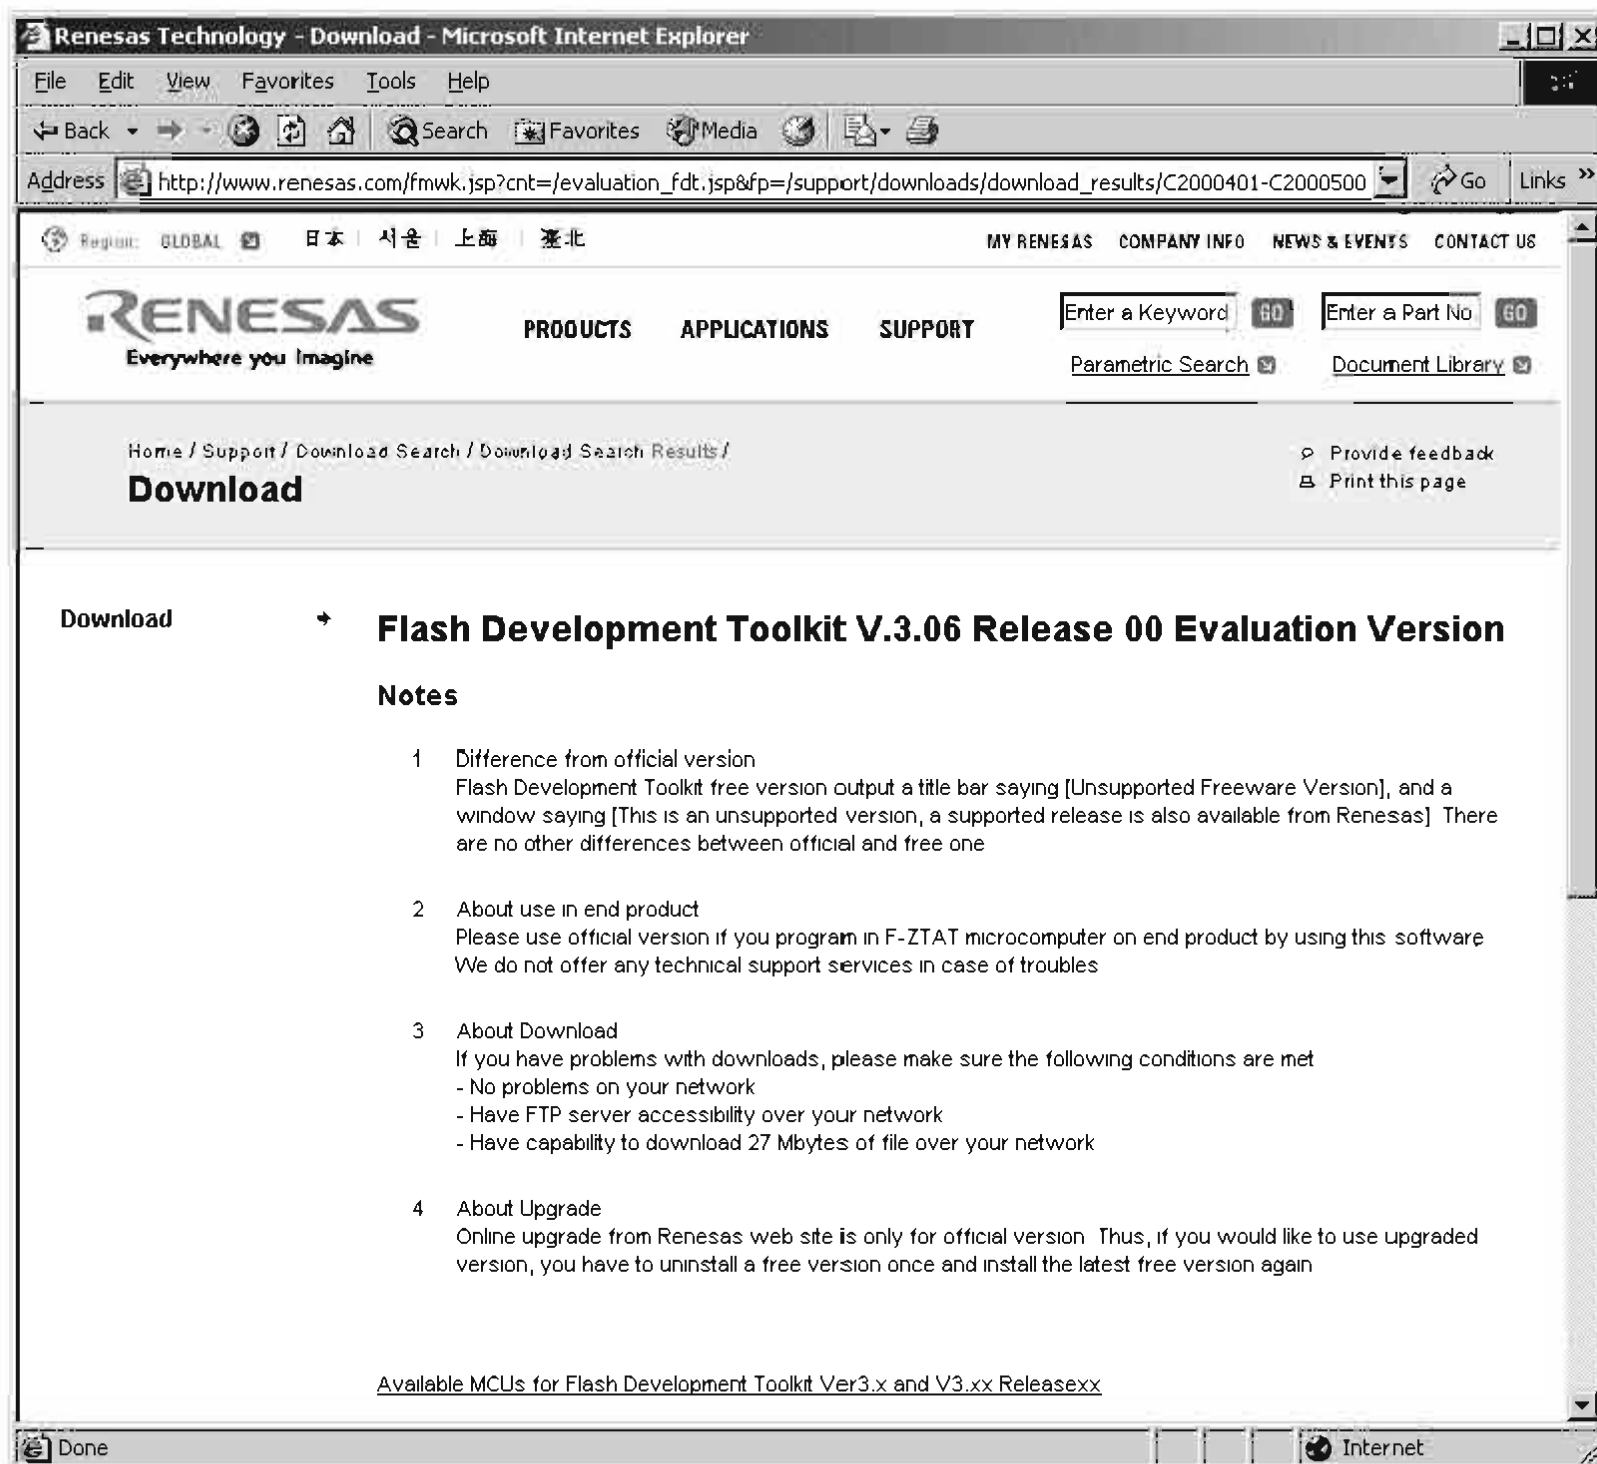 Renesas Technology - Download - Microsoft Internet Explorer
File Edit View Favorites Tools Help
Back Search Favorites Media
Address http://www.renesas.com/fmwk.jsp?cnt=/evaluation_fdt.jsp&fp=/support/downloads/download_results/C2000401-C2000500 Go Links »
Region: GLOBAL 日本 서울 上海 臺北 MY RENESAS COMPANY INFO NEWS & EVENTS CONTACT US
RENESAS
Everywhere you Imagine
PRODUCTS APPLICATIONS SUPPORT
Enter a Keyword GO Enter a Part No GO
Parametric Search Document Library
Home / Support / Download Search / Download Search Results /
Download
Provide feedback
Print this page
Download
Flash Development Toolkit V.3.06 Release 00 Evaluation Version
Notes
1 Difference from official version
Flash Development Toolkit free version output a title bar saying [Unsupported Freeware Version], and a
window saying [This is an unsupported version, a supported release is also available from Renesas] There
are no other differences between official and free one
2 About use in end product
Please use official version if you program in F-ZTAT microcomputer on end product by using this software
We do not offer any technical support services in case of troubles
3 About Download
If you have problems with downloads, please make sure the following conditions are met
- No problems on your network
- Have FTP server accessibility over your network
- Have capability to download 27 Mbytes of file over your network
4 About Upgrade
Online upgrade from Renesas web site is only for official version Thus, if you would like to use upgraded
version, you have to uninstall a free version once and install the latest free version again
Available MCUs for Flash Development Toolkit Ver3.x and V3.xx Releasexx
Done Internet